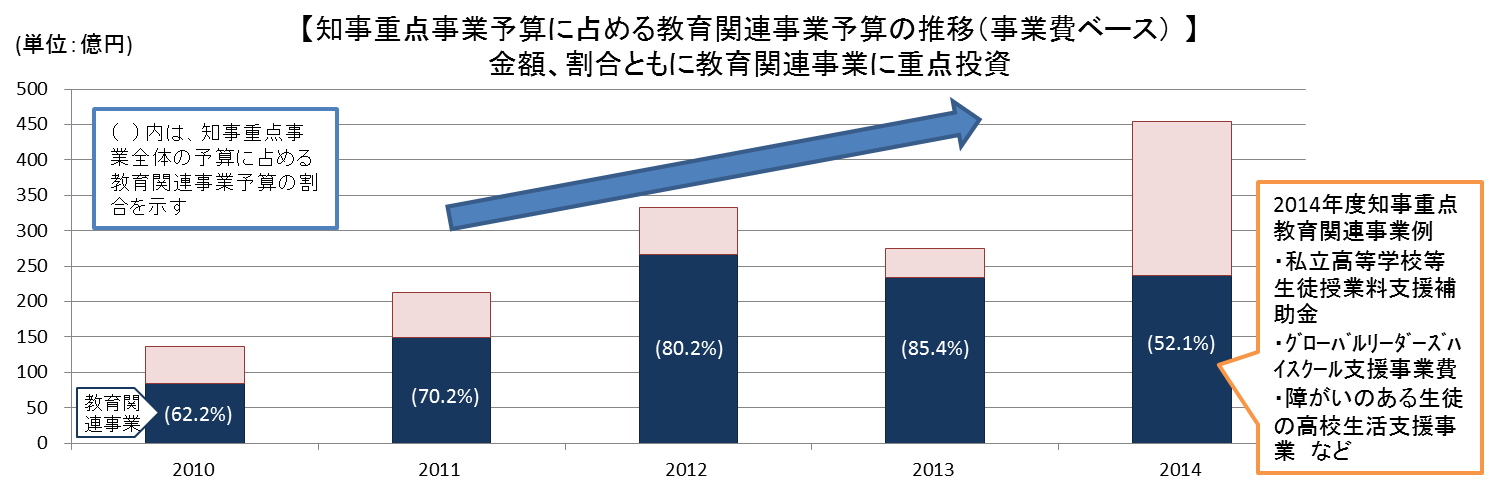 【知事重点事業予算に占める教育関連事業予算の推移（事業費ベース）】
(単位：億円)
金額、割合ともに教育関連事業に重点投資
500
450
400
350
300
250
200
150
100
50
0
（ ）内は、知事重点事
業全体の予算に占める
教育関連事業予算の割
合を示す
教育関
連事業
(62.2%)
(70.2%)
(80.2%)
(85.4%)
(52.1%)
2010
2011
2012
2013
2014
2014年度知事重点
教育関連事業例
・私立高等学校等
生徒授業料支援補
助金
・ｸﾞﾛｰﾊﾞﾙﾘｰﾀﾞｰｽﾞﾊ
ｲｽｸｰﾙ支援事業費
・障がいのある生徒
の高校生活支援事
業　など